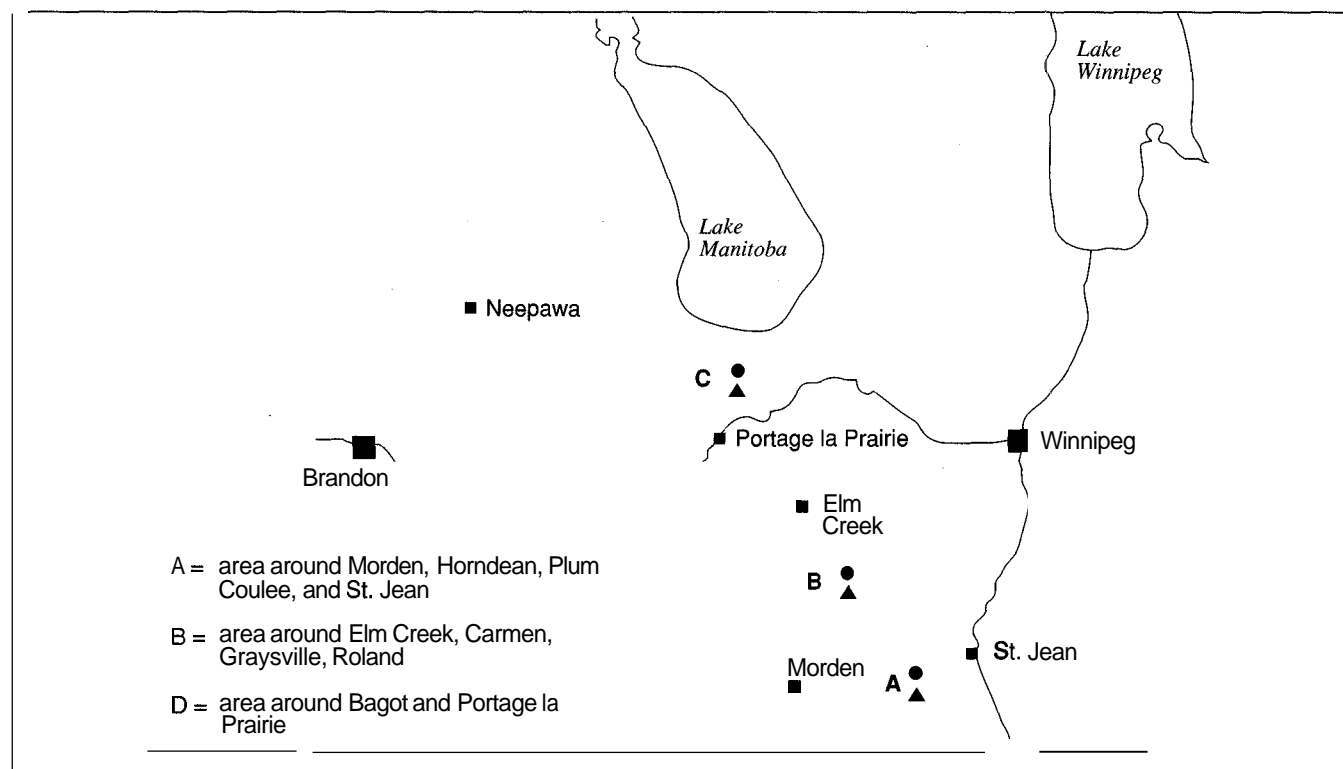 Lake
Winnipeg
Lake
Manitoba
Neepawa
C
Portage la Prairie
Winnipeg
Brandon
Elm
Creek
A = area around Morden, Horndean, Plum
Coulee, and St. Jean
B
B = area around Elm Creek, Carmen,
Graysville, Roland
St. Jean
Morden
A
D = area around Bagot and Portage la
Prairie